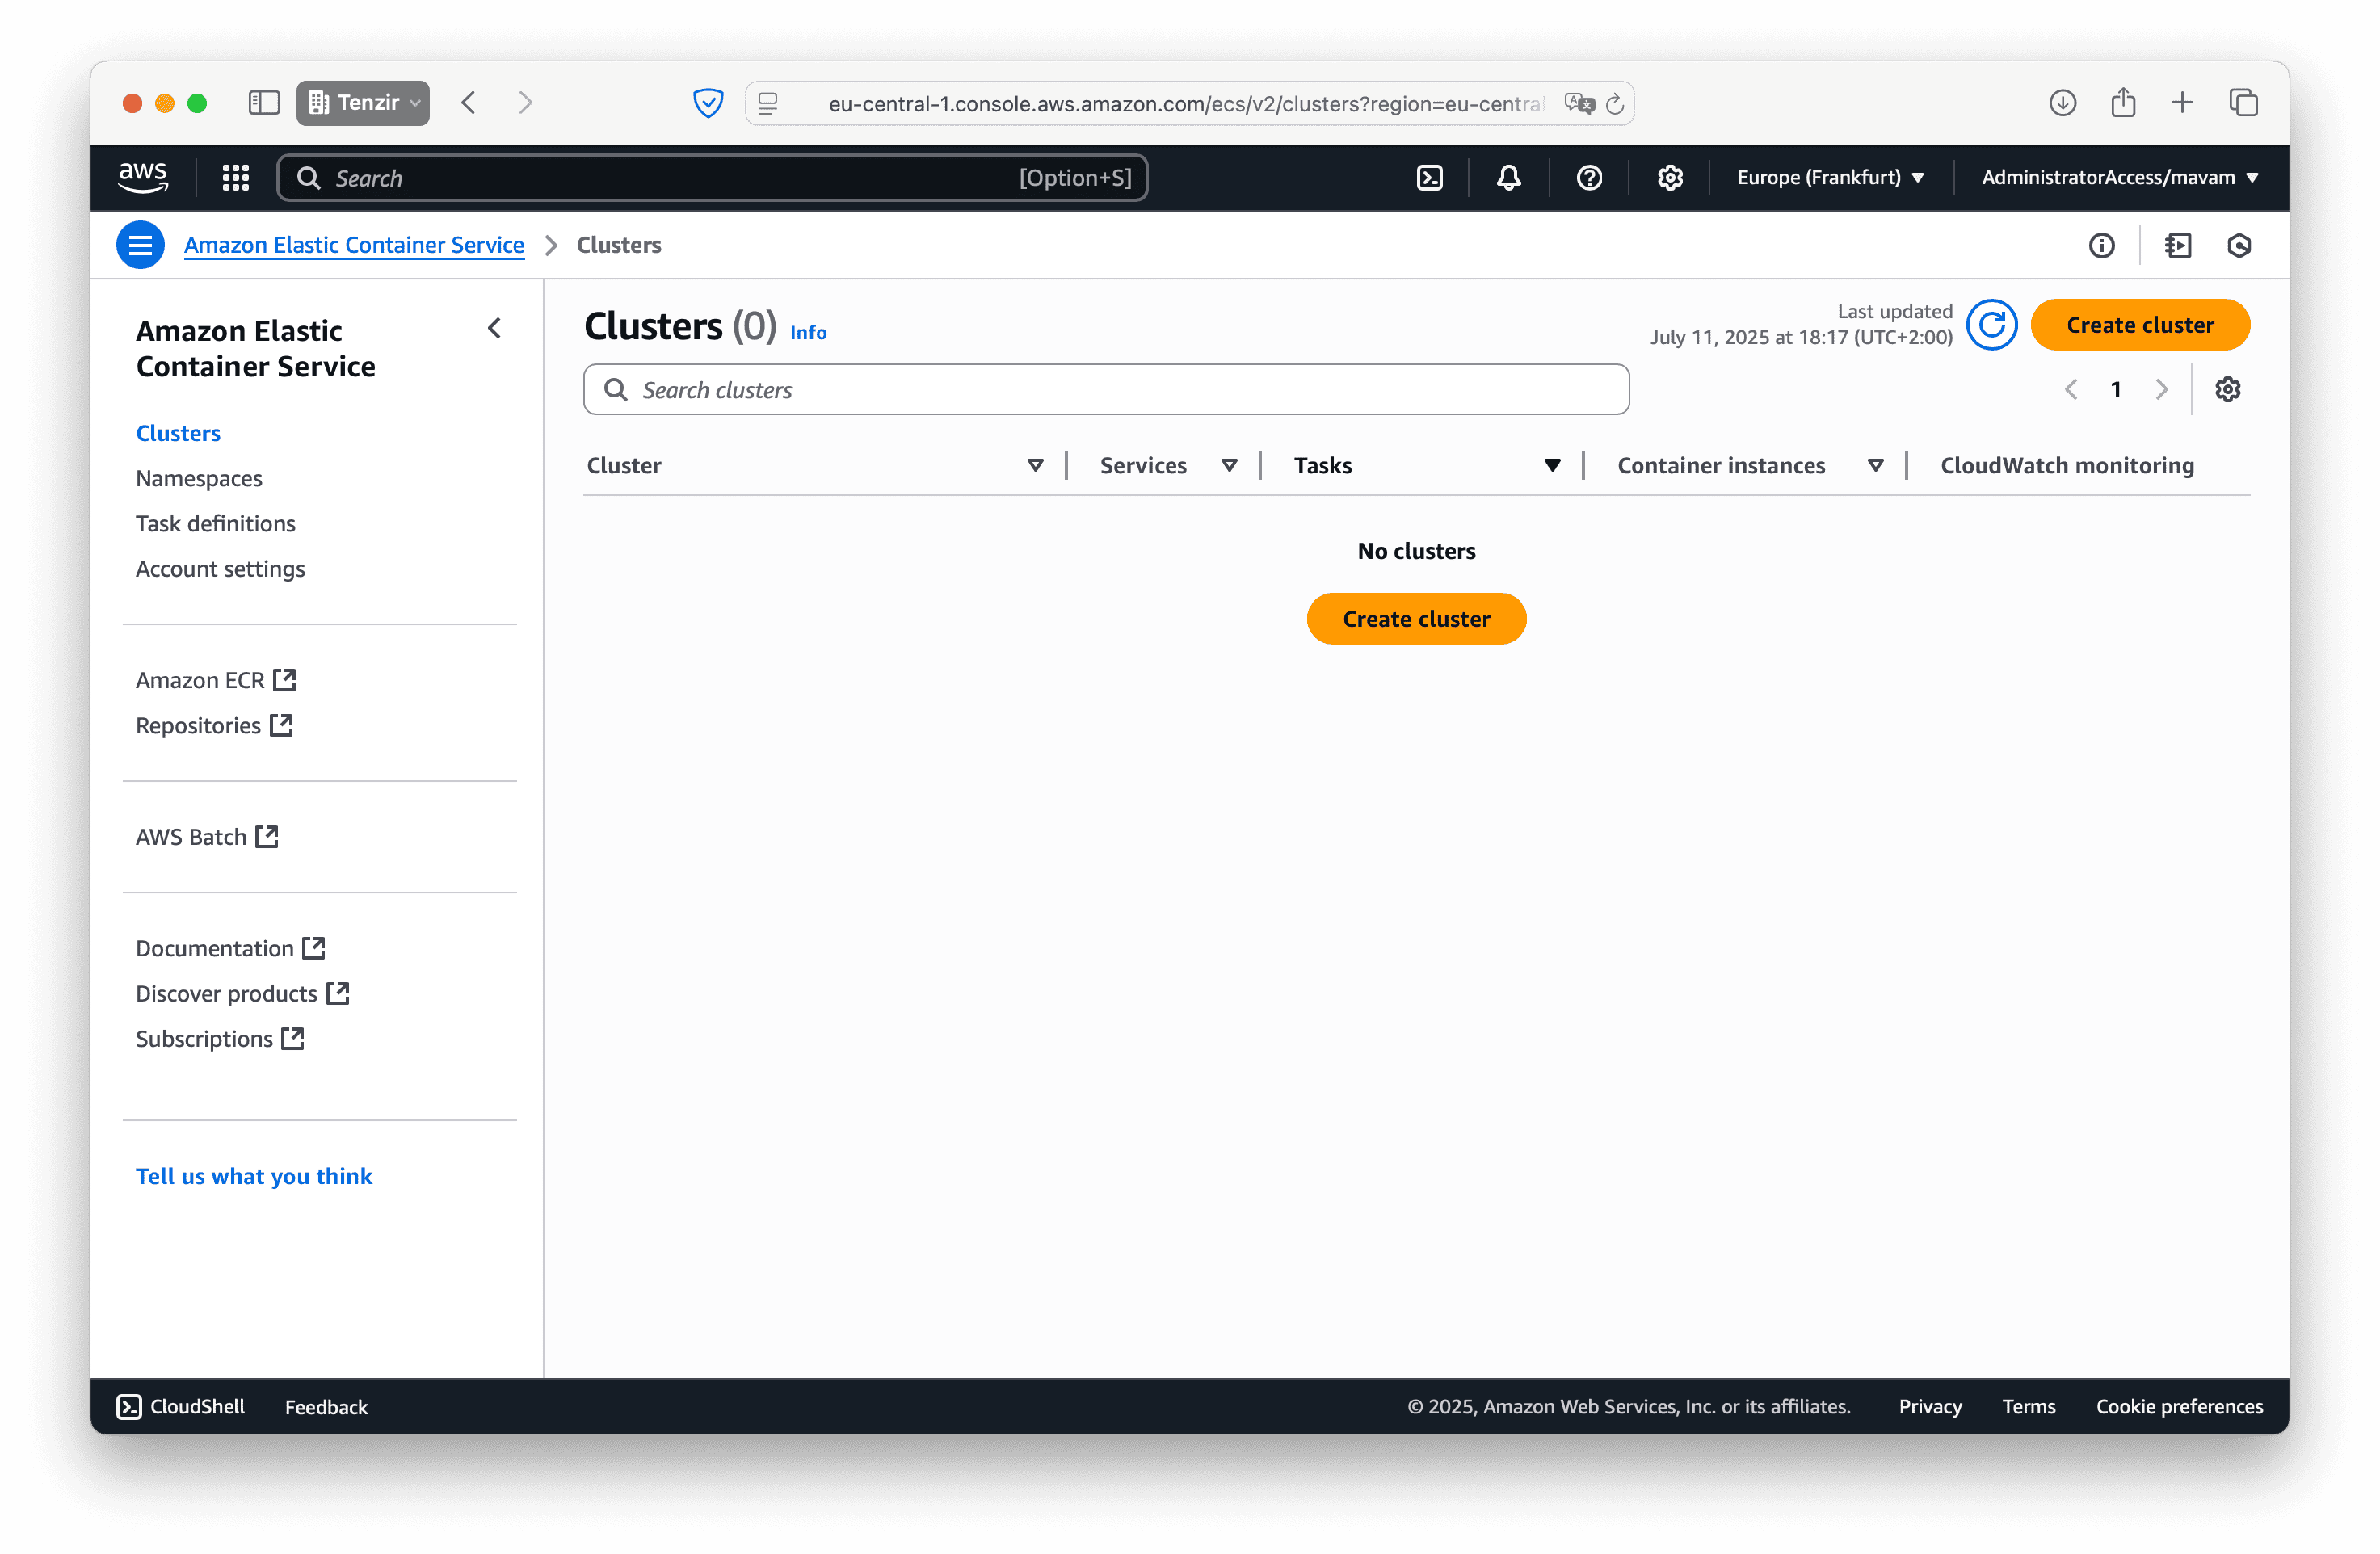 Tenzir
eu-central-1.console.aws.amazon.com/ecs/v2/clusters?region=eu-central
aws
Search
[Option+S]
Europe (Frankfurt)
AdministratorAccess/mavam
Amazon Elastic Container Service
Clusters
Amazon Elastic
Container Service
Clusters
Namespaces
Task definitions
Account settings
Amazon ECR
Repositories
AWS Batch
Documentation
Discover products
Subscriptions
Tell us what you think
Clusters (0) Info
Last updated
July 11, 2025 at 18:17 (UTC+2:00)
Create cluster
Search clusters
1
Cluster
Services
Tasks
Container instances
CloudWatch monitoring
No clusters
Create cluster
CloudShell
Feedback
© 2025, Amazon Web Services, Inc. or its affiliates.
Privacy
Terms
Cookie preferences